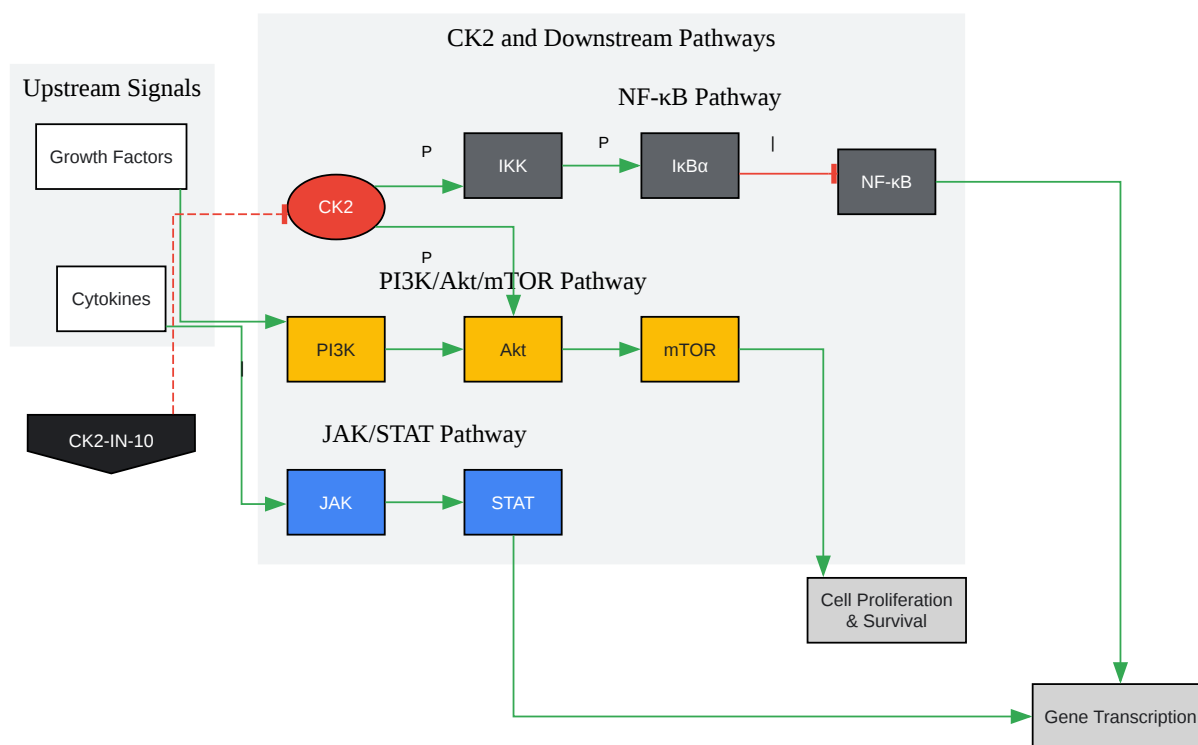 CK2 and Downstream Pathways
Upstream Signals
NF-κB Pathway
Growth Factors
P
P
|
IKK
IκBα
NF-κB
CK2
P
PI3K/Akt/mTOR Pathway
Cytokines
PI3K
Akt
mTOR
|
CK2-IN-10
JAK/STAT Pathway
JAK
STAT
Cell Proliferation
& Survival
Gene Transcription